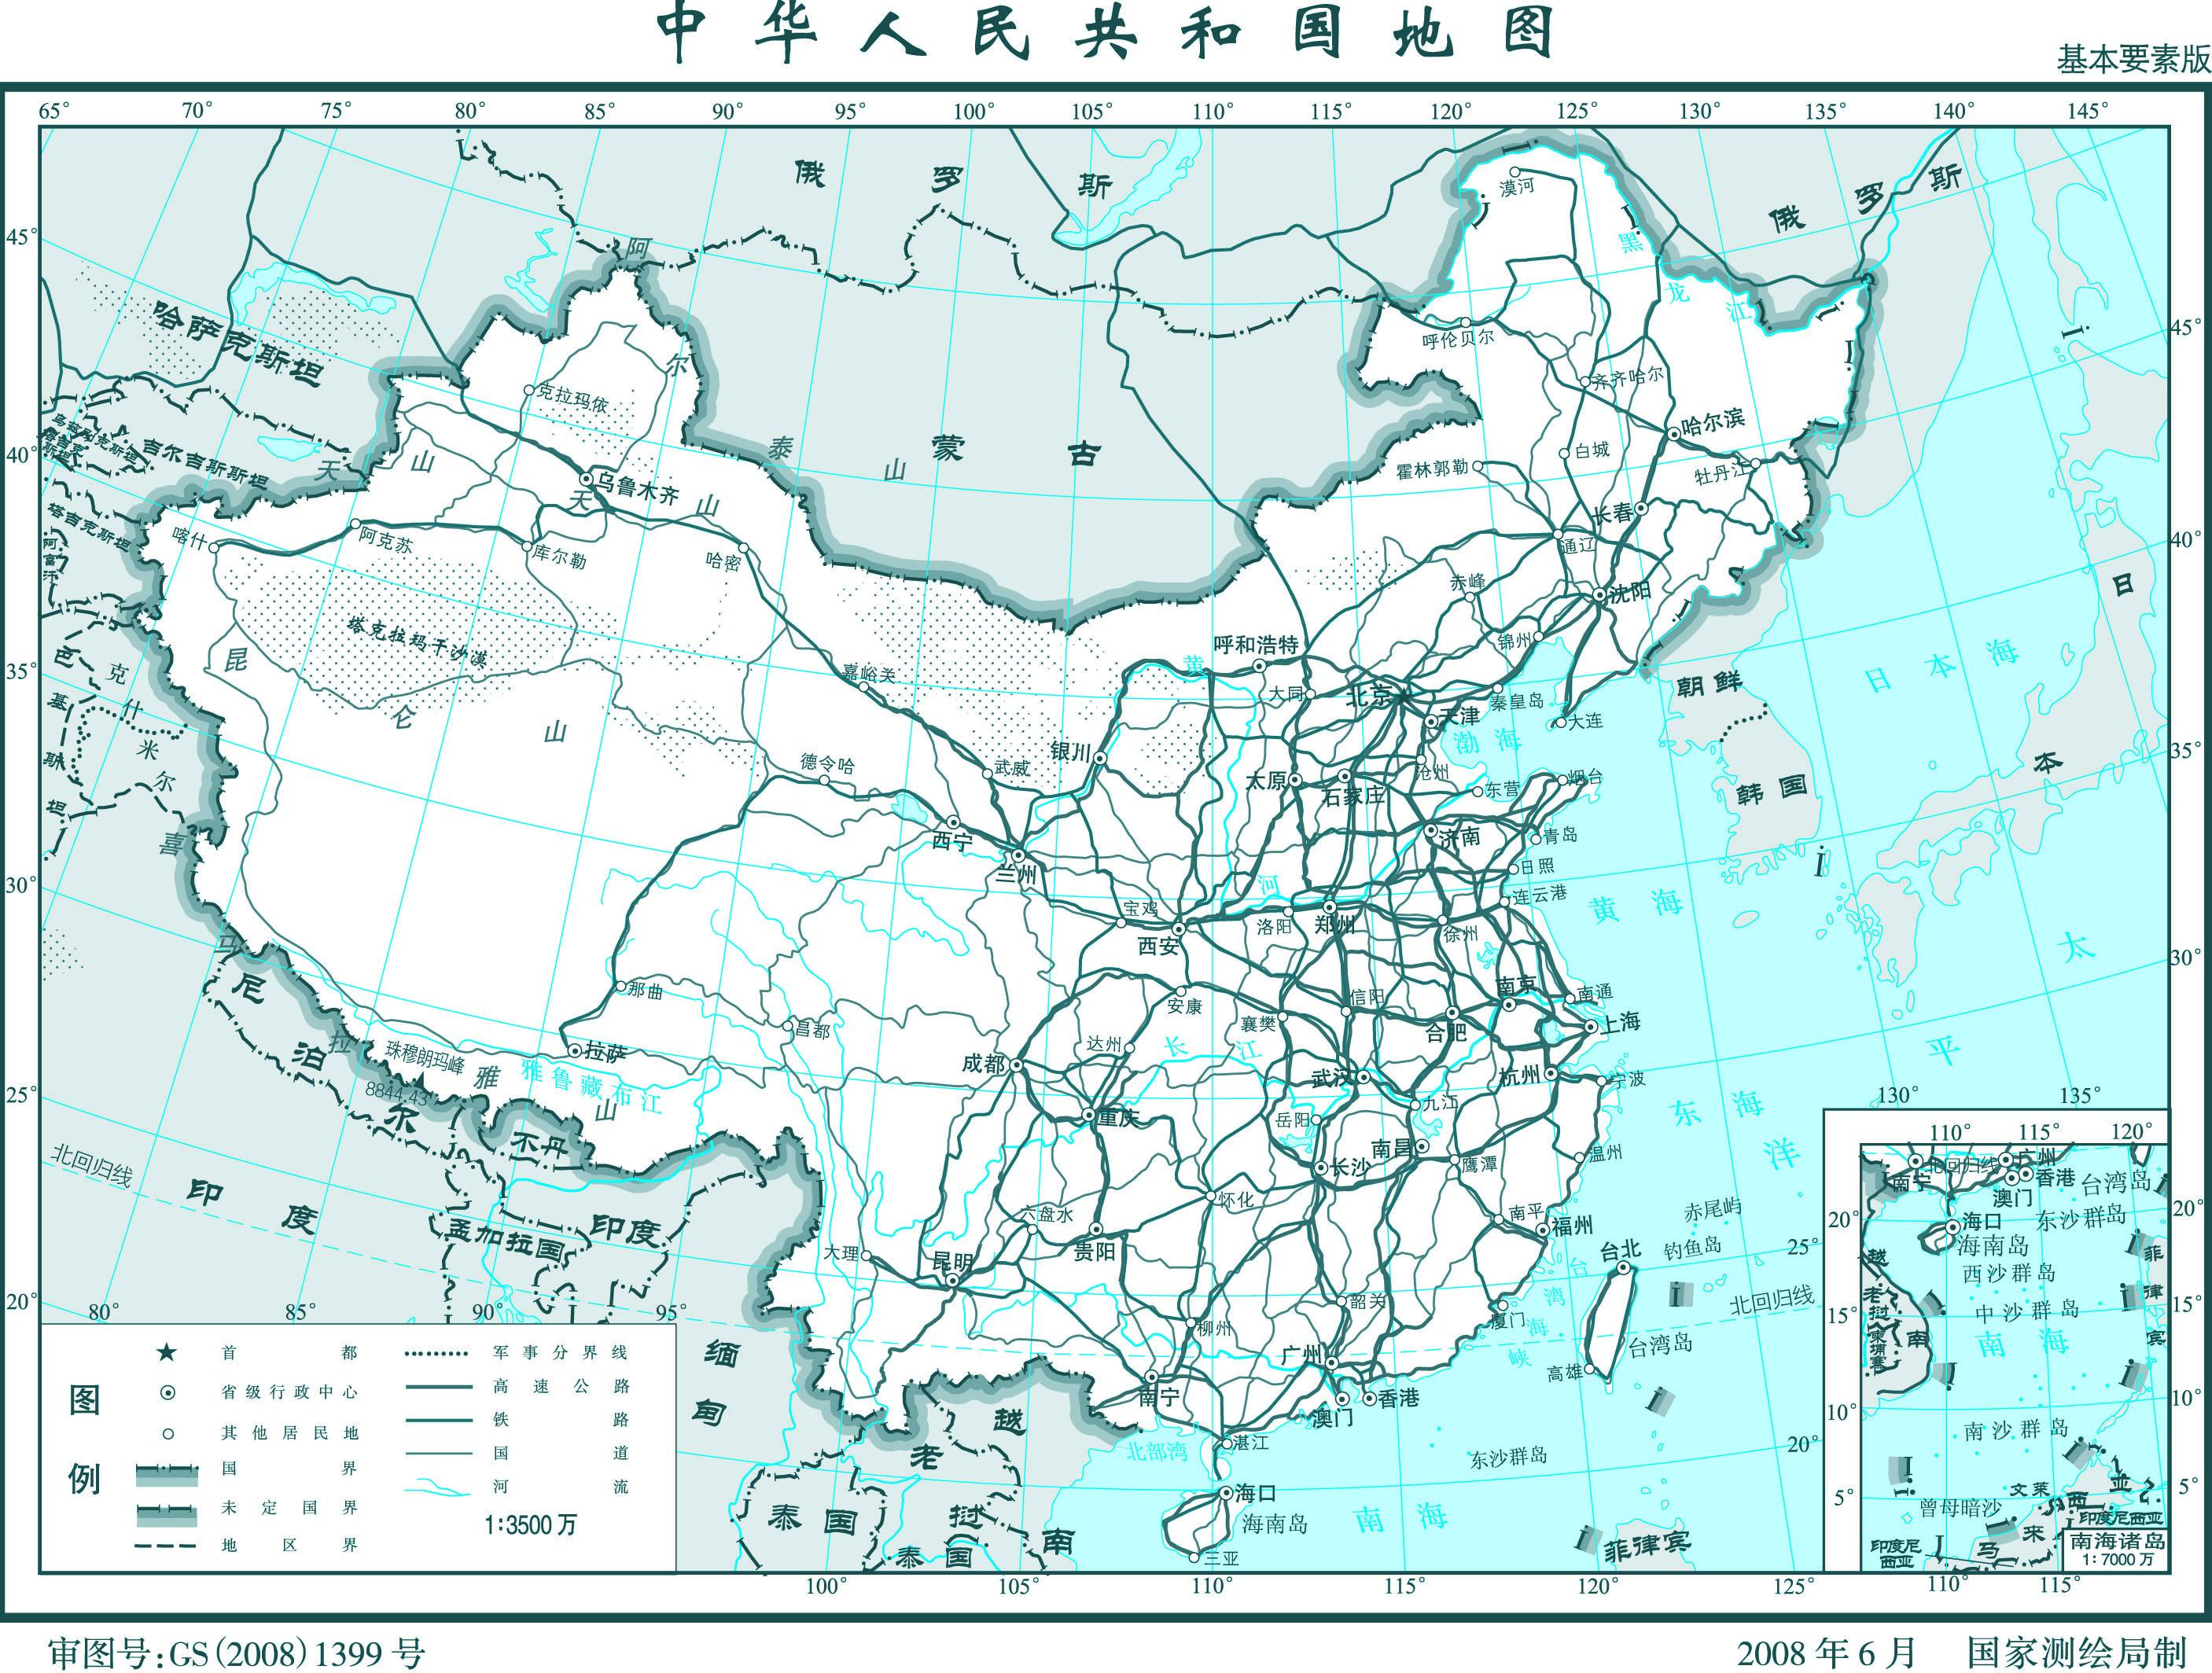 中华人民共和国地图
基本要素版
65° 70° 75° 80° 85° 90° 95° 100° 105° 110° 115° 120° 125° 130° 135° 140° 145°
俄罗斯
俄罗斯
漠河
黑龙江
45°
45°
阿尔泰山
哈萨克斯坦
呼伦贝尔
齐齐哈尔
克拉玛依
哈尔滨
40°
乌兹别克斯坦
吉尔吉斯斯坦
天山
蒙古
白城
霍林郭勒
牡丹江
乌鲁木齐
天山
长春
塔吉克斯坦
喀什
阿克苏
库尔勒
哈密
通辽
40°
阿富汗
赤峰
沈阳
日本
塔克拉玛干沙漠
呼和浩特
锦州
日本海
35°
巴基斯坦
克什米尔
昆仑山
嘉峪关
黄河
大同
北京
秦皇岛
大连
朝鲜
天津
渤海
银川
35°
德令哈
武威
太原
石家庄
沧州
东营
烟台
韩国
喜马拉雅山
西宁
兰州
济南
青岛
日照
30°
宝鸡
洛阳
郑州
连云港
黄海
西安
徐州
太平洋
30°
尼泊尔
那曲
昌都
安康
信阳
襄樊
南京
南通
合肥
上海
拉萨
珠穆朗玛峰
8844.43
雅鲁藏布江
成都
达州
长江
武汉
杭州
宁波
25°
重庆
岳阳
九江
东海
130° 135°
不丹
南昌
长沙
鹰潭
温州
北回归线
印度
孟加拉国
印度
怀化
六盘水
贵阳
南平
福州
赤尾屿
钓鱼岛
25°
大理
昆明
台北
台湾海峡
20°
80° 85° 90° 95°
韶关
厦门
北回归线
柳州
台湾岛
高雄
缅甸
广州
南宁
澳门
香港
越南
老挝
北部湾
湛江
东沙群岛
20°
海口
海南岛
南海
泰国
泰国
三亚
菲律宾
100° 105° 110° 115° 120° 125°
图例
首都
省级行政中心
其他居民地
国界
未定国界
地区界
军事分界线
高速公路
铁路
国道
河流
1:3500 万
110° 115° 120°
北回归线
广州
南宁
香港
澳门
台湾岛
20°
20°
海口
东沙群岛
海南岛
越南
西沙群岛
菲律宾
老挝
15°
15°
中沙群岛
柬埔寨
南海
10°
10°
南沙群岛
5°
5°
曾母暗沙
文莱
马来西亚
印度尼西亚
印度尼西亚
南海诸岛
1:7000 万
110° 115°
审图号:GS(2008)1399 号
2008 年 6 月 国家测绘局制